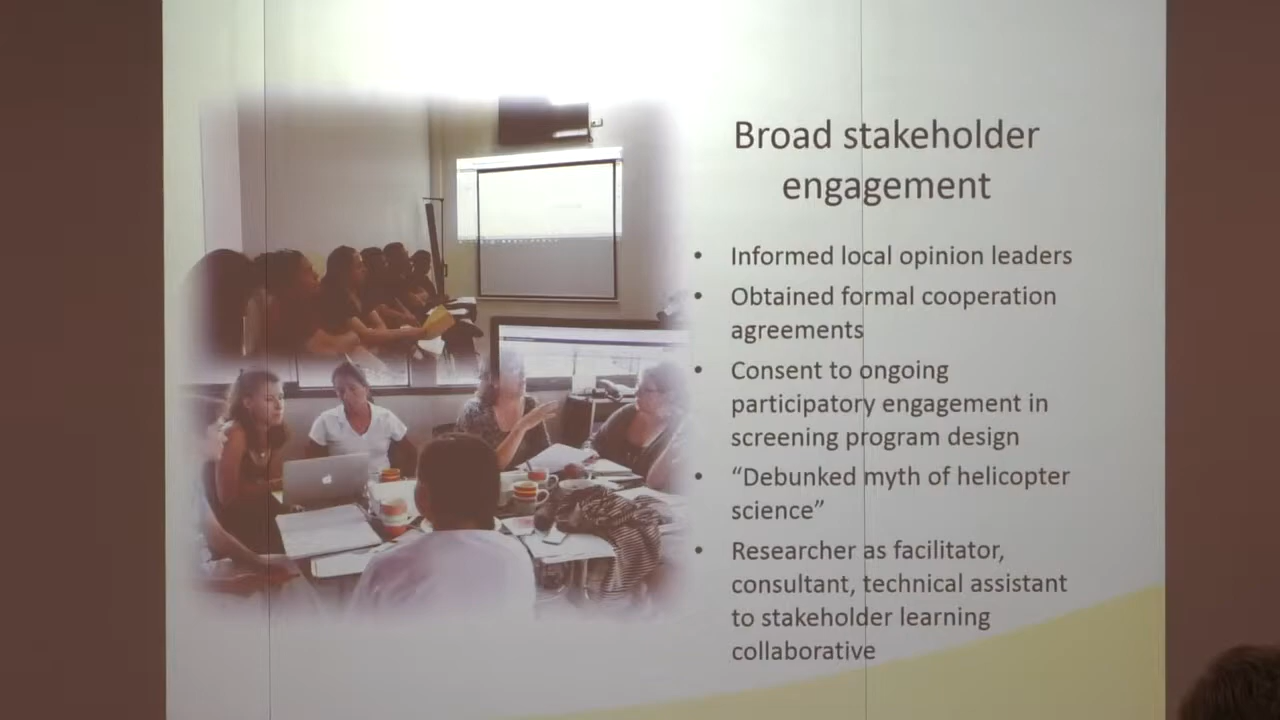 Broad stakeholder
engagement
• Informed local opinion leaders
• Obtained formal cooperation
agreements
• Consent to ongoing
participatory engagement in
screening program design
• “Debunked myth of helicopter
science”
• Researcher as facilitator,
consultant, technical assistant
to stakeholder learning
collaborative